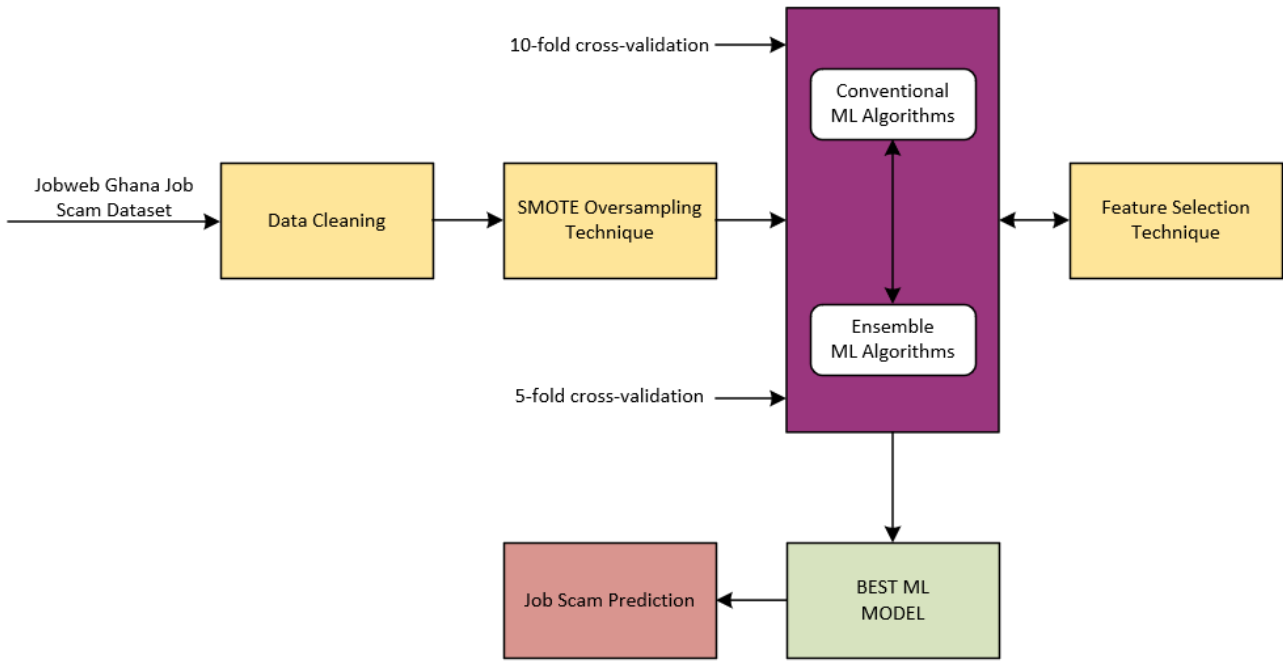 10-fold cross-validation
Conventional
ML Algorithms
Jobweb Ghana Job
Scam Dataset
Data Cleaning
SMOTE Oversampling
Technique
Feature Selection
Technique
Ensemble
ML Algorithms
5-fold cross-validation
Job Scam Prediction
BEST ML
MODEL